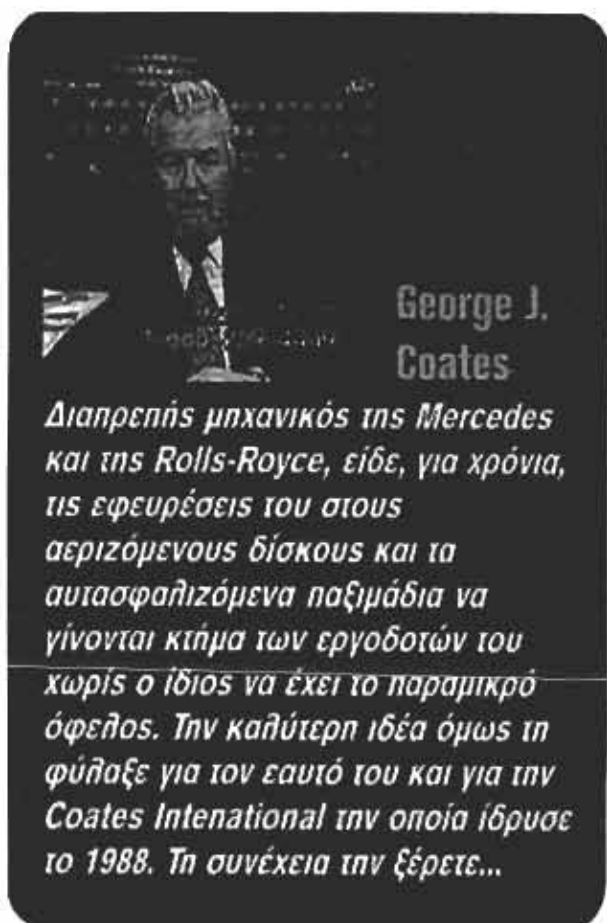 George J.
Coates
Διαπρεπής μηχανικός της Mercedes
και της Rolls-Royce, είδε, για χρόνια,
τις εφευρέσεις του στους
αεριζόμενους δίσκους και τα
αυτασφαλιζόμενα παξιμάδια να
γίνονται κτήμα των εργοδοτών του
χωρίς ο ίδιος να έχει το παραμικρό
όφελος. Την καλύτερη ιδέα όμως τη
φύλαξε για τον εαυτό του και για την
Coates Intenational την οποία ίδρυσε
το 1988. Τη συνέχεια την ξέρετε...